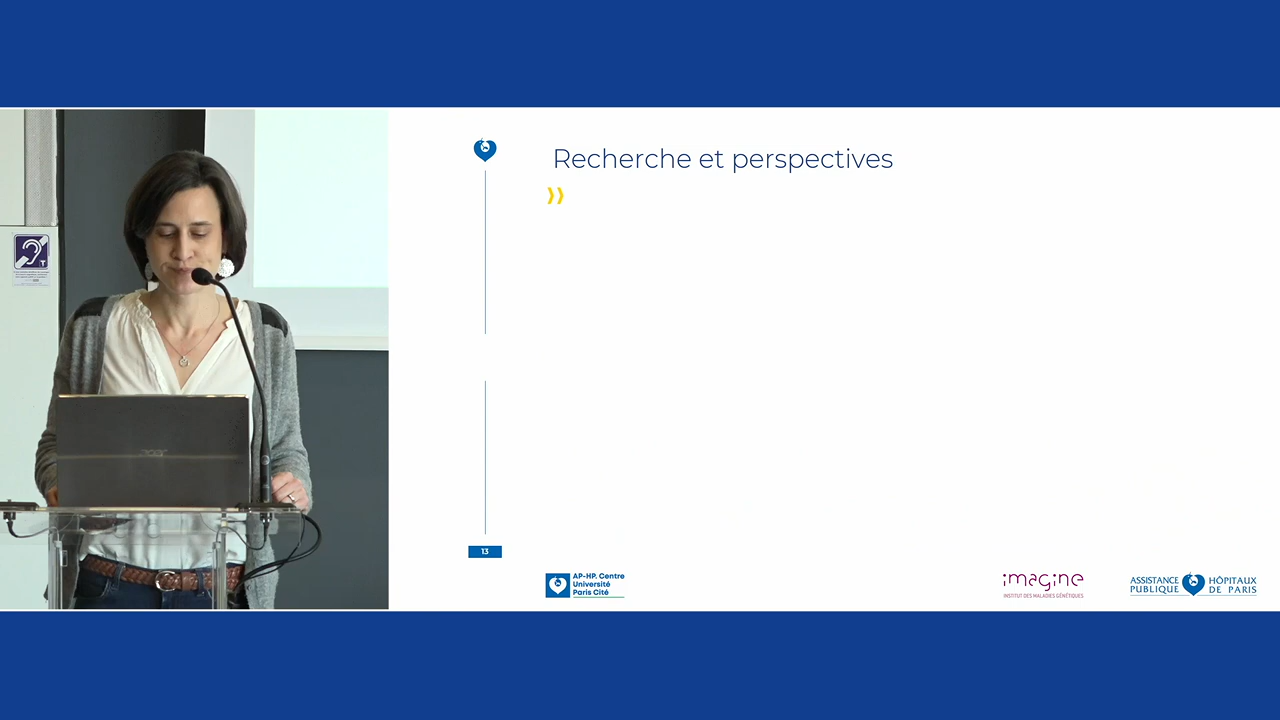 Recherche et perspectives
13
AP-HP. Centre
Université
Paris Cité
imagine
INSTITUT DES MALADIES GÉNÉTIQUES
ASSISTANCE
PUBLIQUE
HÔPITAUX
DE PARIS
acer
T